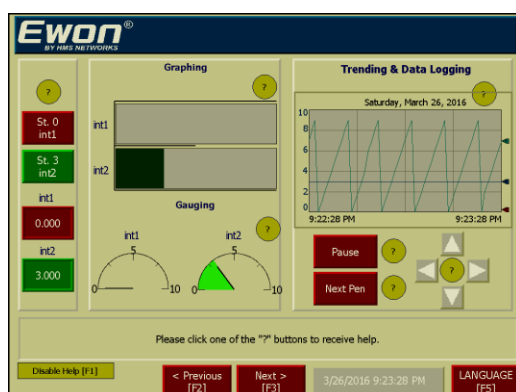 Ewon®
BY HMS NETWORKS
?
St. 0
int1
St. 3
int2
int1
0.000
int2
3.000
Graphing
?
int1
int2
Gauging
?
int1
5
0
10
int2
5
0
10
Trending & Data Logging
?
Saturday, March 26, 2016
10
8
6
4
2
0
9:22:28 PM
9:23:28 PM
Pause
?
Next Pen
?
?
Please click one of the "?" buttons to receive help.
Disable Help [F1]
< Previous
[F2]
Next >
[F3]
3/26/2016 9:23:28 PM
LANGUAGE
[F5]